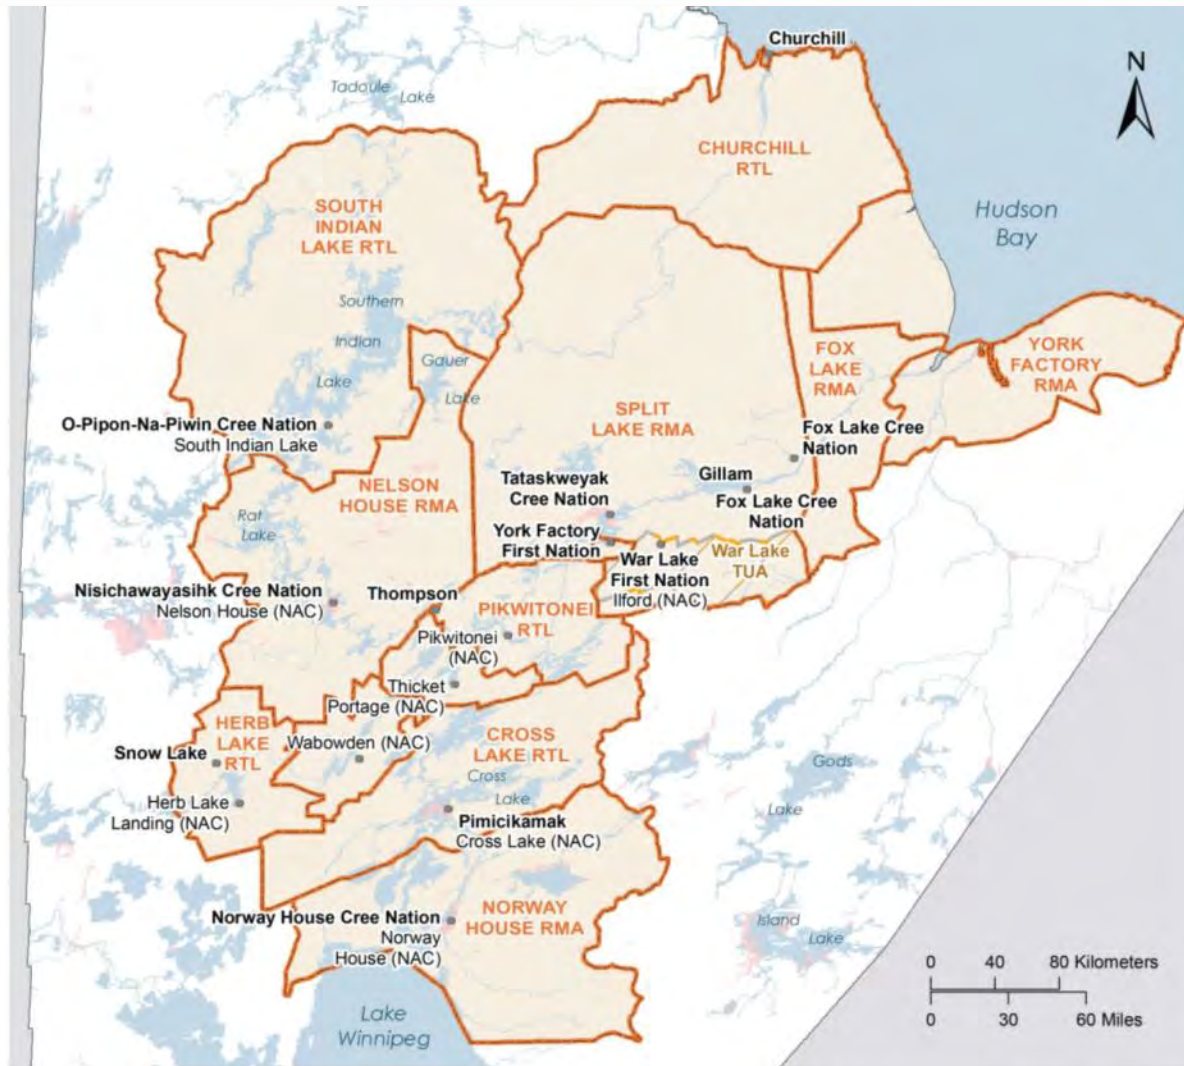 Churchill
N
Tadoule
Lake
CHURCHILL
RTL
SOUTH
INDIAN
LAKE RTL
Hudson
Bay
Southern
Indian
Lake
Gauer
Lake
FOX
LAKE
RMA
YORK
FACTORY
RMA
SPLIT
LAKE RMA
O-Pipon-Na-Piwin Cree Nation
South Indian Lake
Fox Lake Cree
Nation
Gillam
Fox Lake Cree
Nation
Tataskweyak
Cree Nation
NELSON
HOUSE RMA
Rat
Lake
York Factory
First Nation
War Lake
First Nation
Ilford (NAC)
War Lake
TUA
Nisichawayasihk Cree Nation
Nelson House (NAC)
Thompson
PIKWITONEI
RTL
Pikwitonei
(NAC)
Thicket
Portage (NAC)
HERB
LAKE
RTL
Wabowden (NAC)
CROSS
LAKE RTL
Snow Lake
Cross
Lake
Gods
Lake
Herb Lake
Landing (NAC)
Pimicikamak
Cross Lake (NAC)
Norway House Cree Nation
Norway
House (NAC)
NORWAY
HOUSE RMA
Island
Lake
Lake
Winnipeg
0 40 80 Kilometers
0 30 60 Miles